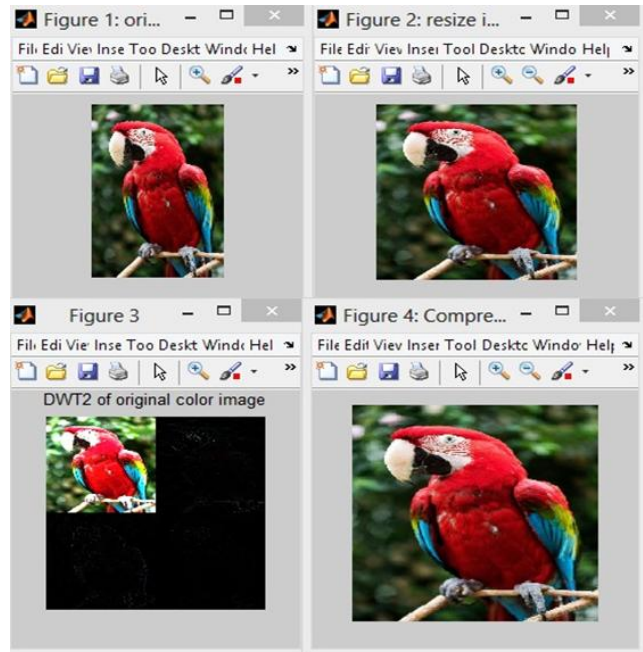 Figure 1: ori...
File Edi Viev Inse Too Deskt Windo Hel
Figure 2: resize i...
File Edit Viev Inser Tool Desktc Windo Help
Figure 3
File Edi Vie Inse Too Deskt Windo Hel
DWT2 of original color image
Figure 4: Compre...
File Edit Viev Inser Tool Desktc Windo Help